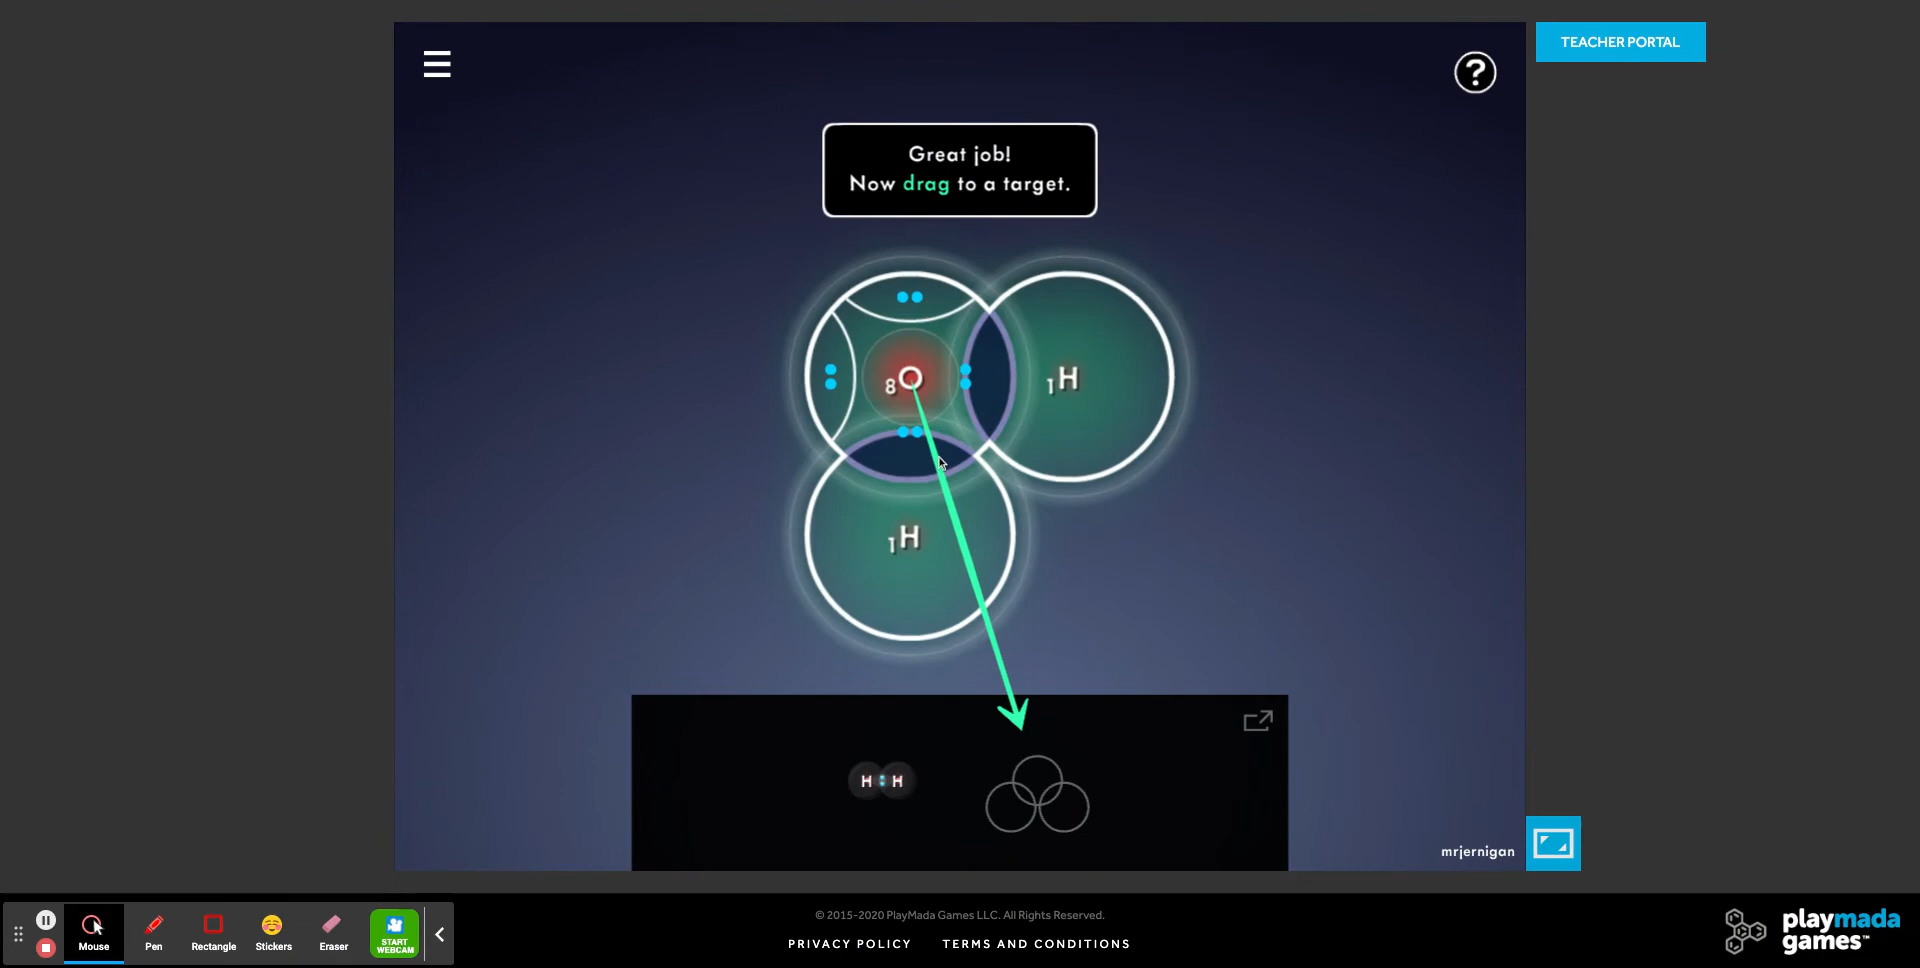 TEACHER PORTAL
?
Great job!
Now drag to a target.
8O
1H
1H
H H
mrjernigan
Mouse
Pen
Rectangle
Stickers
Eraser
START
WEBCAM
© 2015-2020 PlayMada Games LLC. All Rights Reserved.
PRIVACY POLICY TERMS AND CONDITIONS
playmada
games™